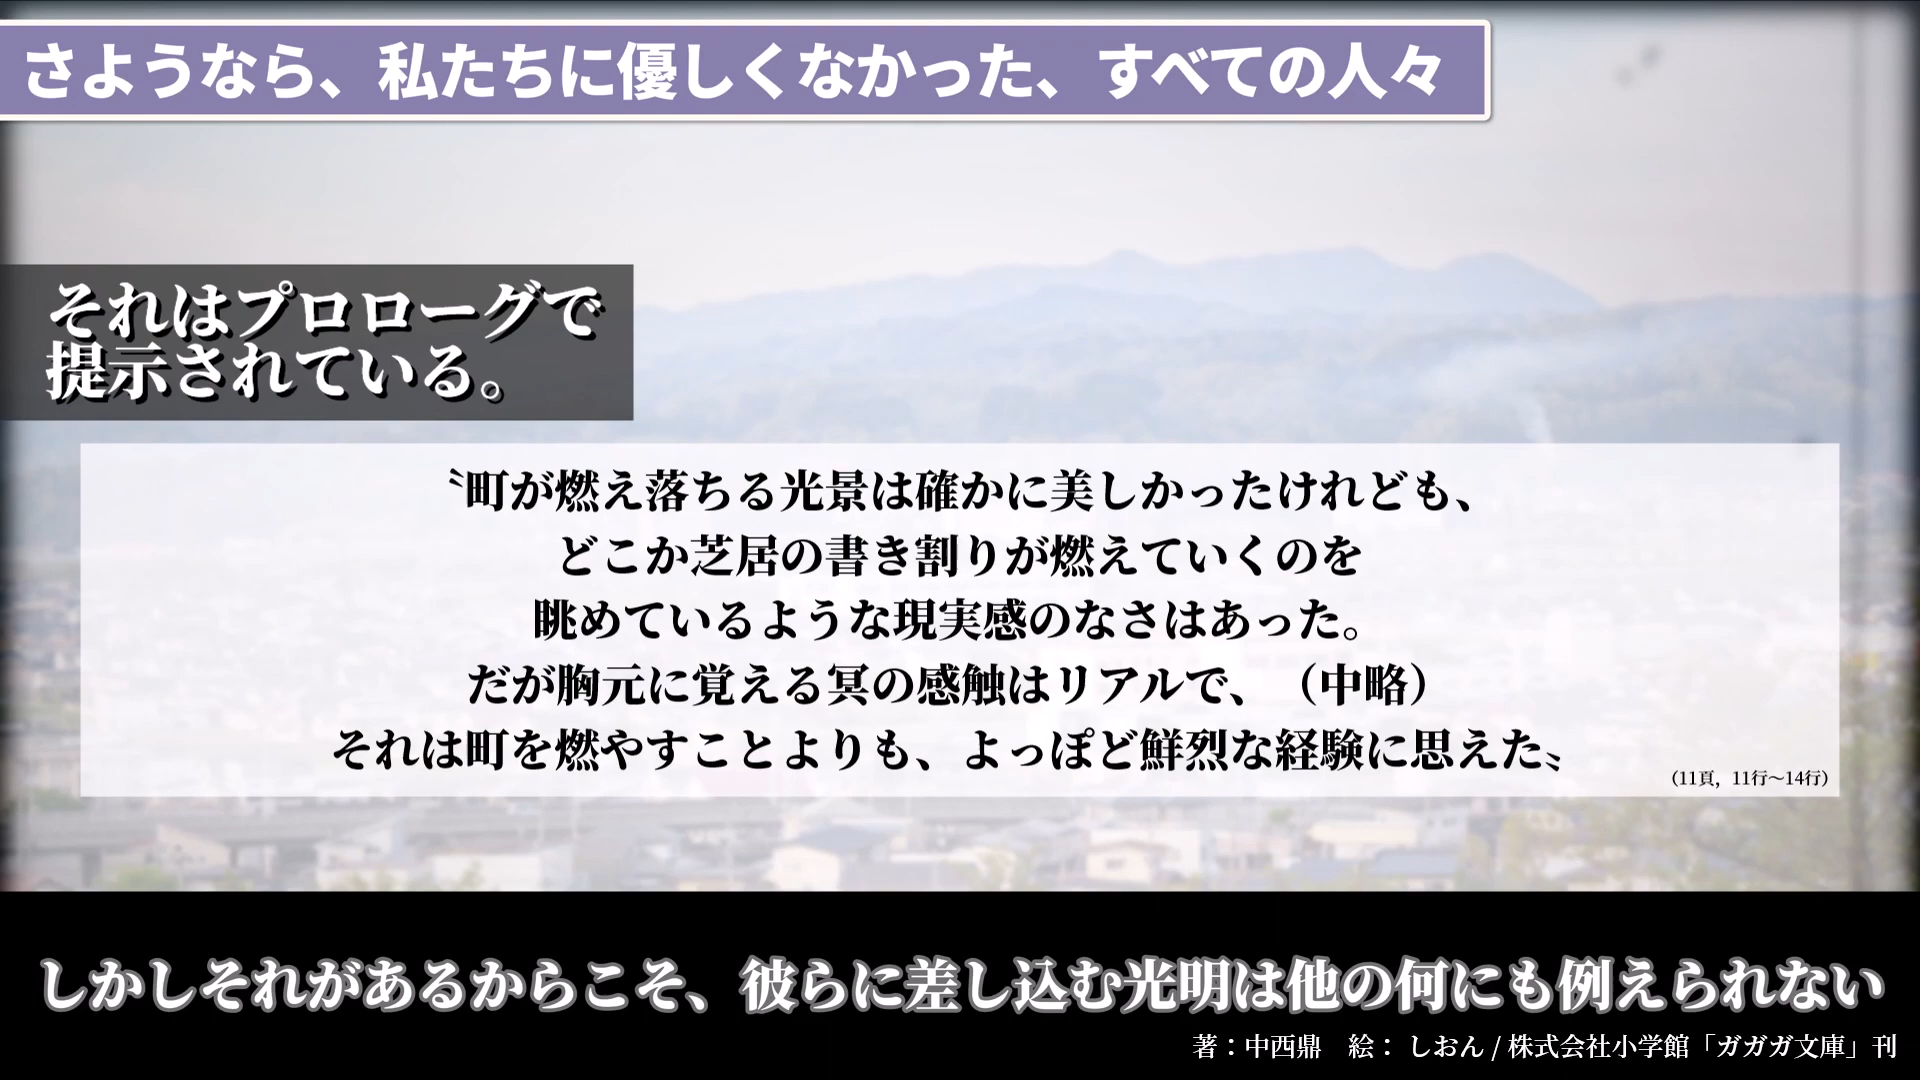 さようなら、私たちに優しくなかった、すべての人々
それはプロローグで
提示されている。
〝町が燃え落ちる光景は確かに美しかったけれども、
どこか芝居の書き割りが燃えていくのを
眺めているような現実感のなさはあった。
だが胸元に覚える冥の感触はリアルで、（中略）
それは町を燃やすことよりも、よっぽど鮮烈な経験に思えた〟
（11頁，11行～14行）
しかしそれがあるからこそ、彼らに差し込む光明は他の何にも例えられない
著：中西鼎　絵： しおん / 株式会社小学館「ガガガ文庫」刊